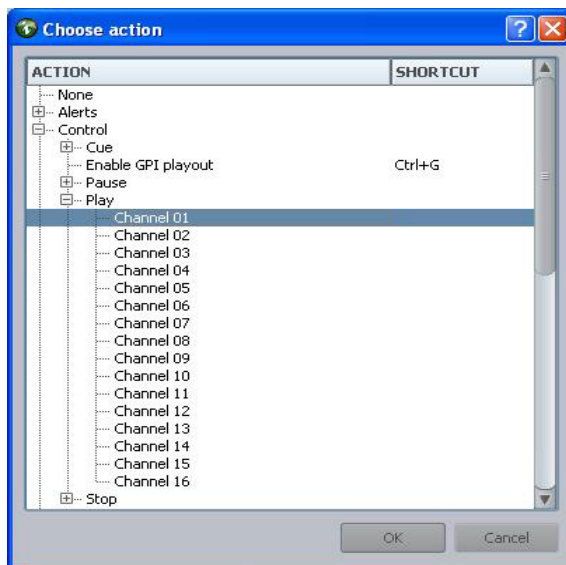 Choose action
ACTION SHORTCUT
None
Alerts
Control
Cue
Enable GPI playout Ctrl+G
Pause
Play
Channel 01
Channel 02
Channel 03
Channel 04
Channel 05
Channel 06
Channel 07
Channel 08
Channel 09
Channel 10
Channel 11
Channel 12
Channel 13
Channel 14
Channel 15
Channel 16
Stop
OK Cancel